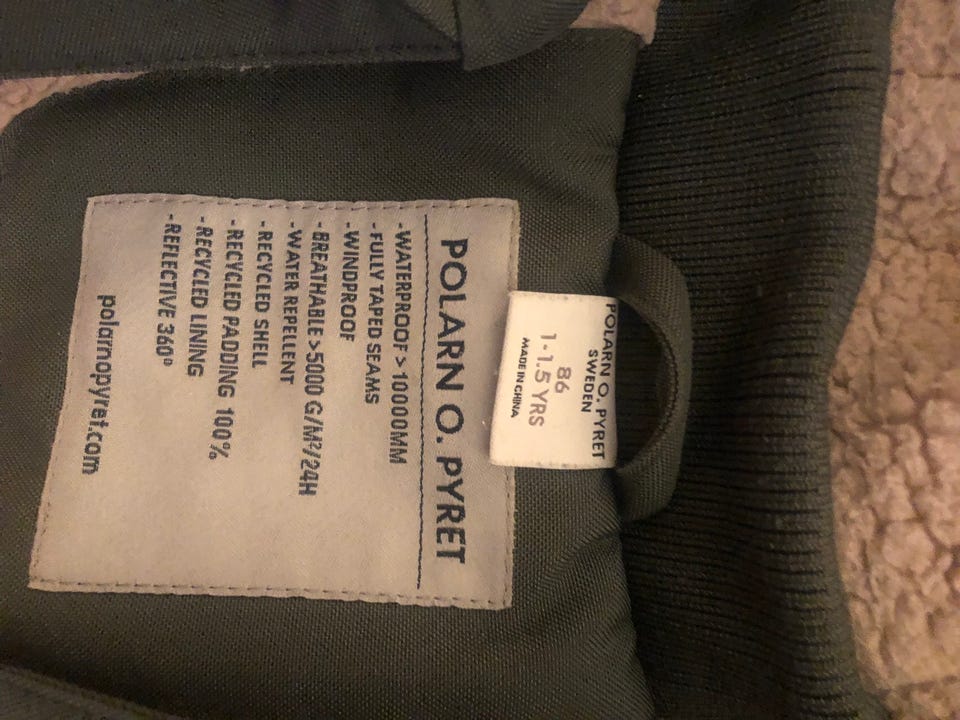 POLARN O. PYRET
SWEDEN
86
1-1.5 YRS
MADE IN CHINA
POLARN O. PYRET
-WATERPROOF > 10000MM
-FULLY TAPED SEAMS
-WINDPROOF
-BREATHABLE >5000 G/M²/24H
-WATER REPELLENT
-RECYCLED SHELL
-RECYCLED PADDING 100%
-RECYCLED LINING
-REFLECTIVE 360º
polarnopyret.com